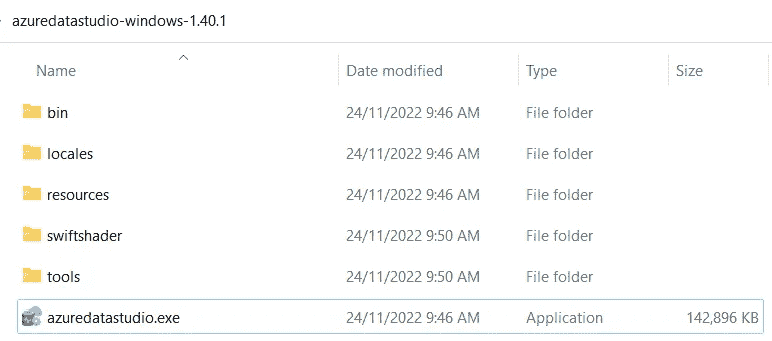 azuredatastudio-windows-1.40.1
Name Date modified Type Size
bin 24/11/2022 9:46 AM File folder
locales 24/11/2022 9:46 AM File folder
resources 24/11/2022 9:46 AM File folder
swiftshader 24/11/2022 9:50 AM File folder
tools 24/11/2022 9:50 AM File folder
azuredatastudio.exe 24/11/2022 9:46 AM Application 142,896 KB